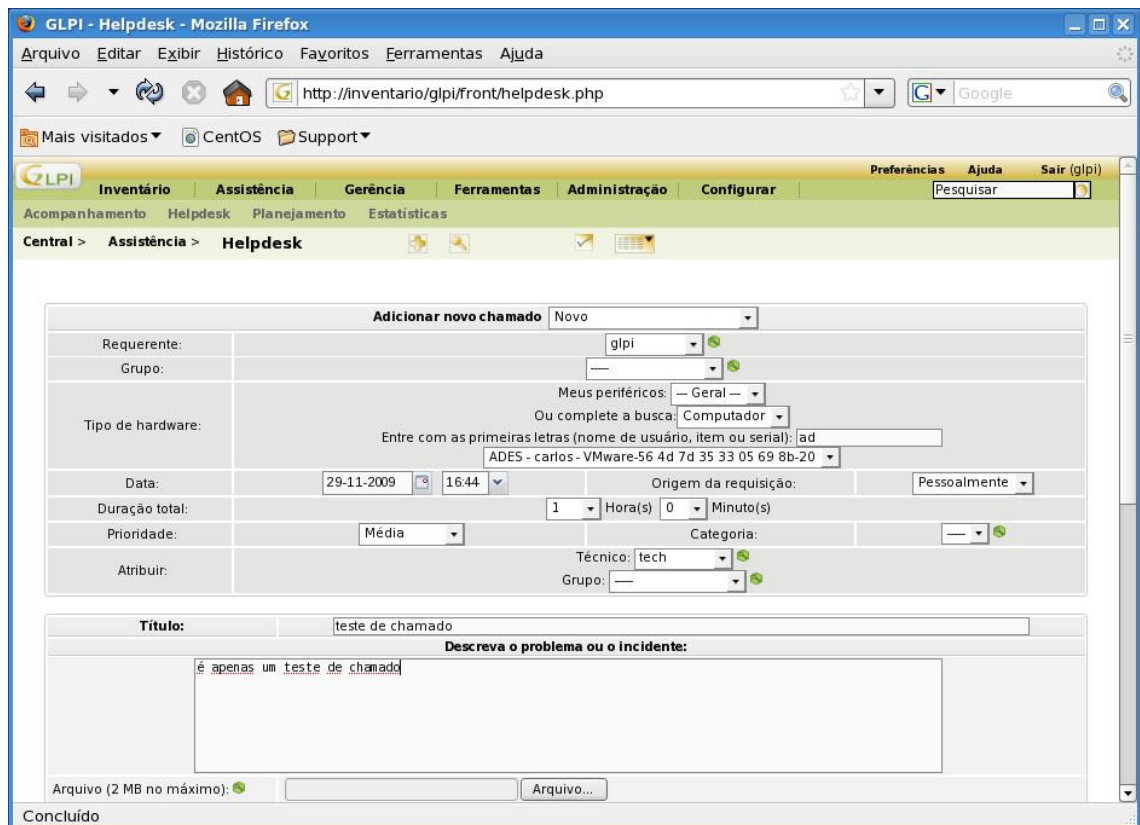 GLPI - Helpdesk - Mozilla Firefox
Arquivo Editar Exibir Histórico Favoritos Ferramentas Ajuda
http://inventario/glpi/front/helpdesk.php
G Google
Mais visitados CentOS Support
GLPI
Preferências Ajuda Sair (glpi)
Inventário Assistência Gerência Ferramentas Administração Configurar Pesquisar
Acompanhamento Helpdesk Planejamento Estatísticas
Central > Assistência > Helpdesk
Adicionar novo chamado Novo
Requerente: glpi
Grupo: ----
Tipo de hardware:
Meus periféricos: -- Geral --
Ou complete a busca: Computador
Entre com as primeiras letras (nome de usuário, item ou serial): ad
ADES - carlos - VMware-56 4d 7d 35 33 05 69 8b-20
Data: 29-11-2009 16:44 Origem da requisição: Pessoalmente
Duração total: 1 Hora(s) 0 Minuto(s)
Prioridade: Média Categoria: ----
Atribuir:
Técnico: tech
Grupo: ----
Título: teste de chamado
Descreva o problema ou o incidente:
é apenas um teste de chamado
Arquivo (2 MB no máximo): Arquivo...
Concluído